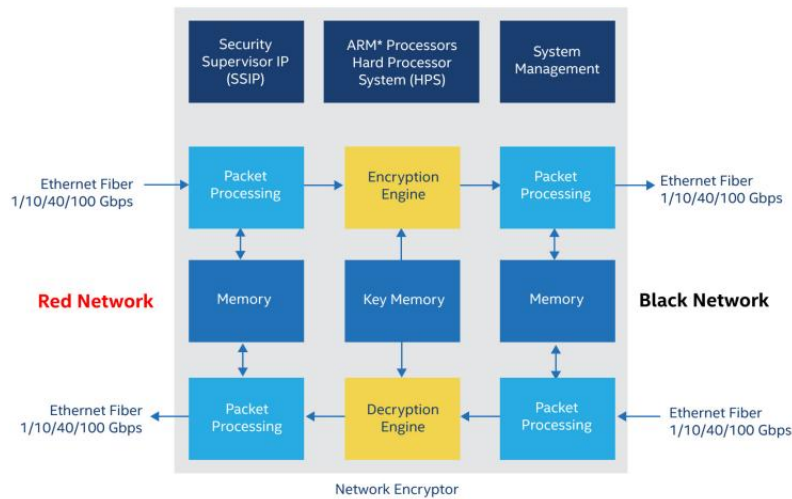 Security
Supervisor IP
(SSIP)
ARM* Processors
Hard Processor
System (HPS)
System
Management
Ethernet Fiber
1/10/40/100 Gbps
Packet
Processing
Encryption
Engine
Packet
Processing
Ethernet Fiber
1/10/40/100 Gbps
Red Network
Memory
Key Memory
Memory
Black Network
Ethernet Fiber
1/10/40/100 Gbps
Packet
Processing
Decryption
Engine
Packet
Processing
Ethernet Fiber
1/10/40/100 Gbps
Network Encryptor